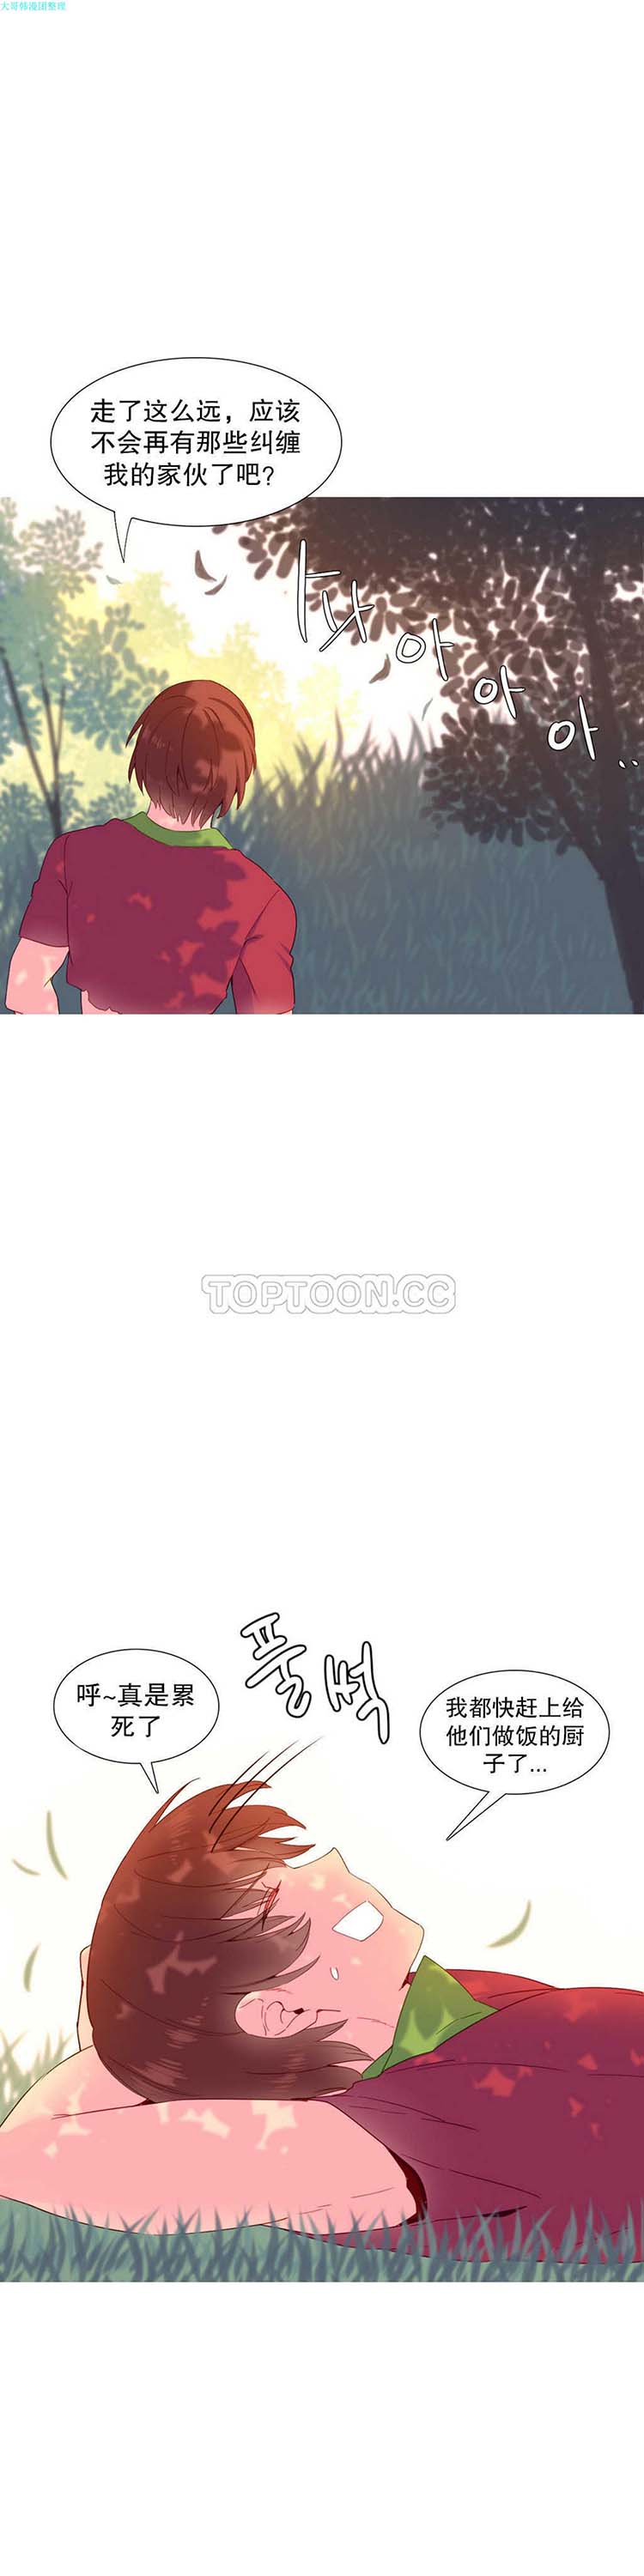 大哥韩漫团整理
走了这么远，应该
不会再有那些纠缠
我的家伙了吧?
솨아아아..
TOPTOON.CC
풀썩
呼~真是累
死了
我都快赶上给
他们做饭的厨
子了...